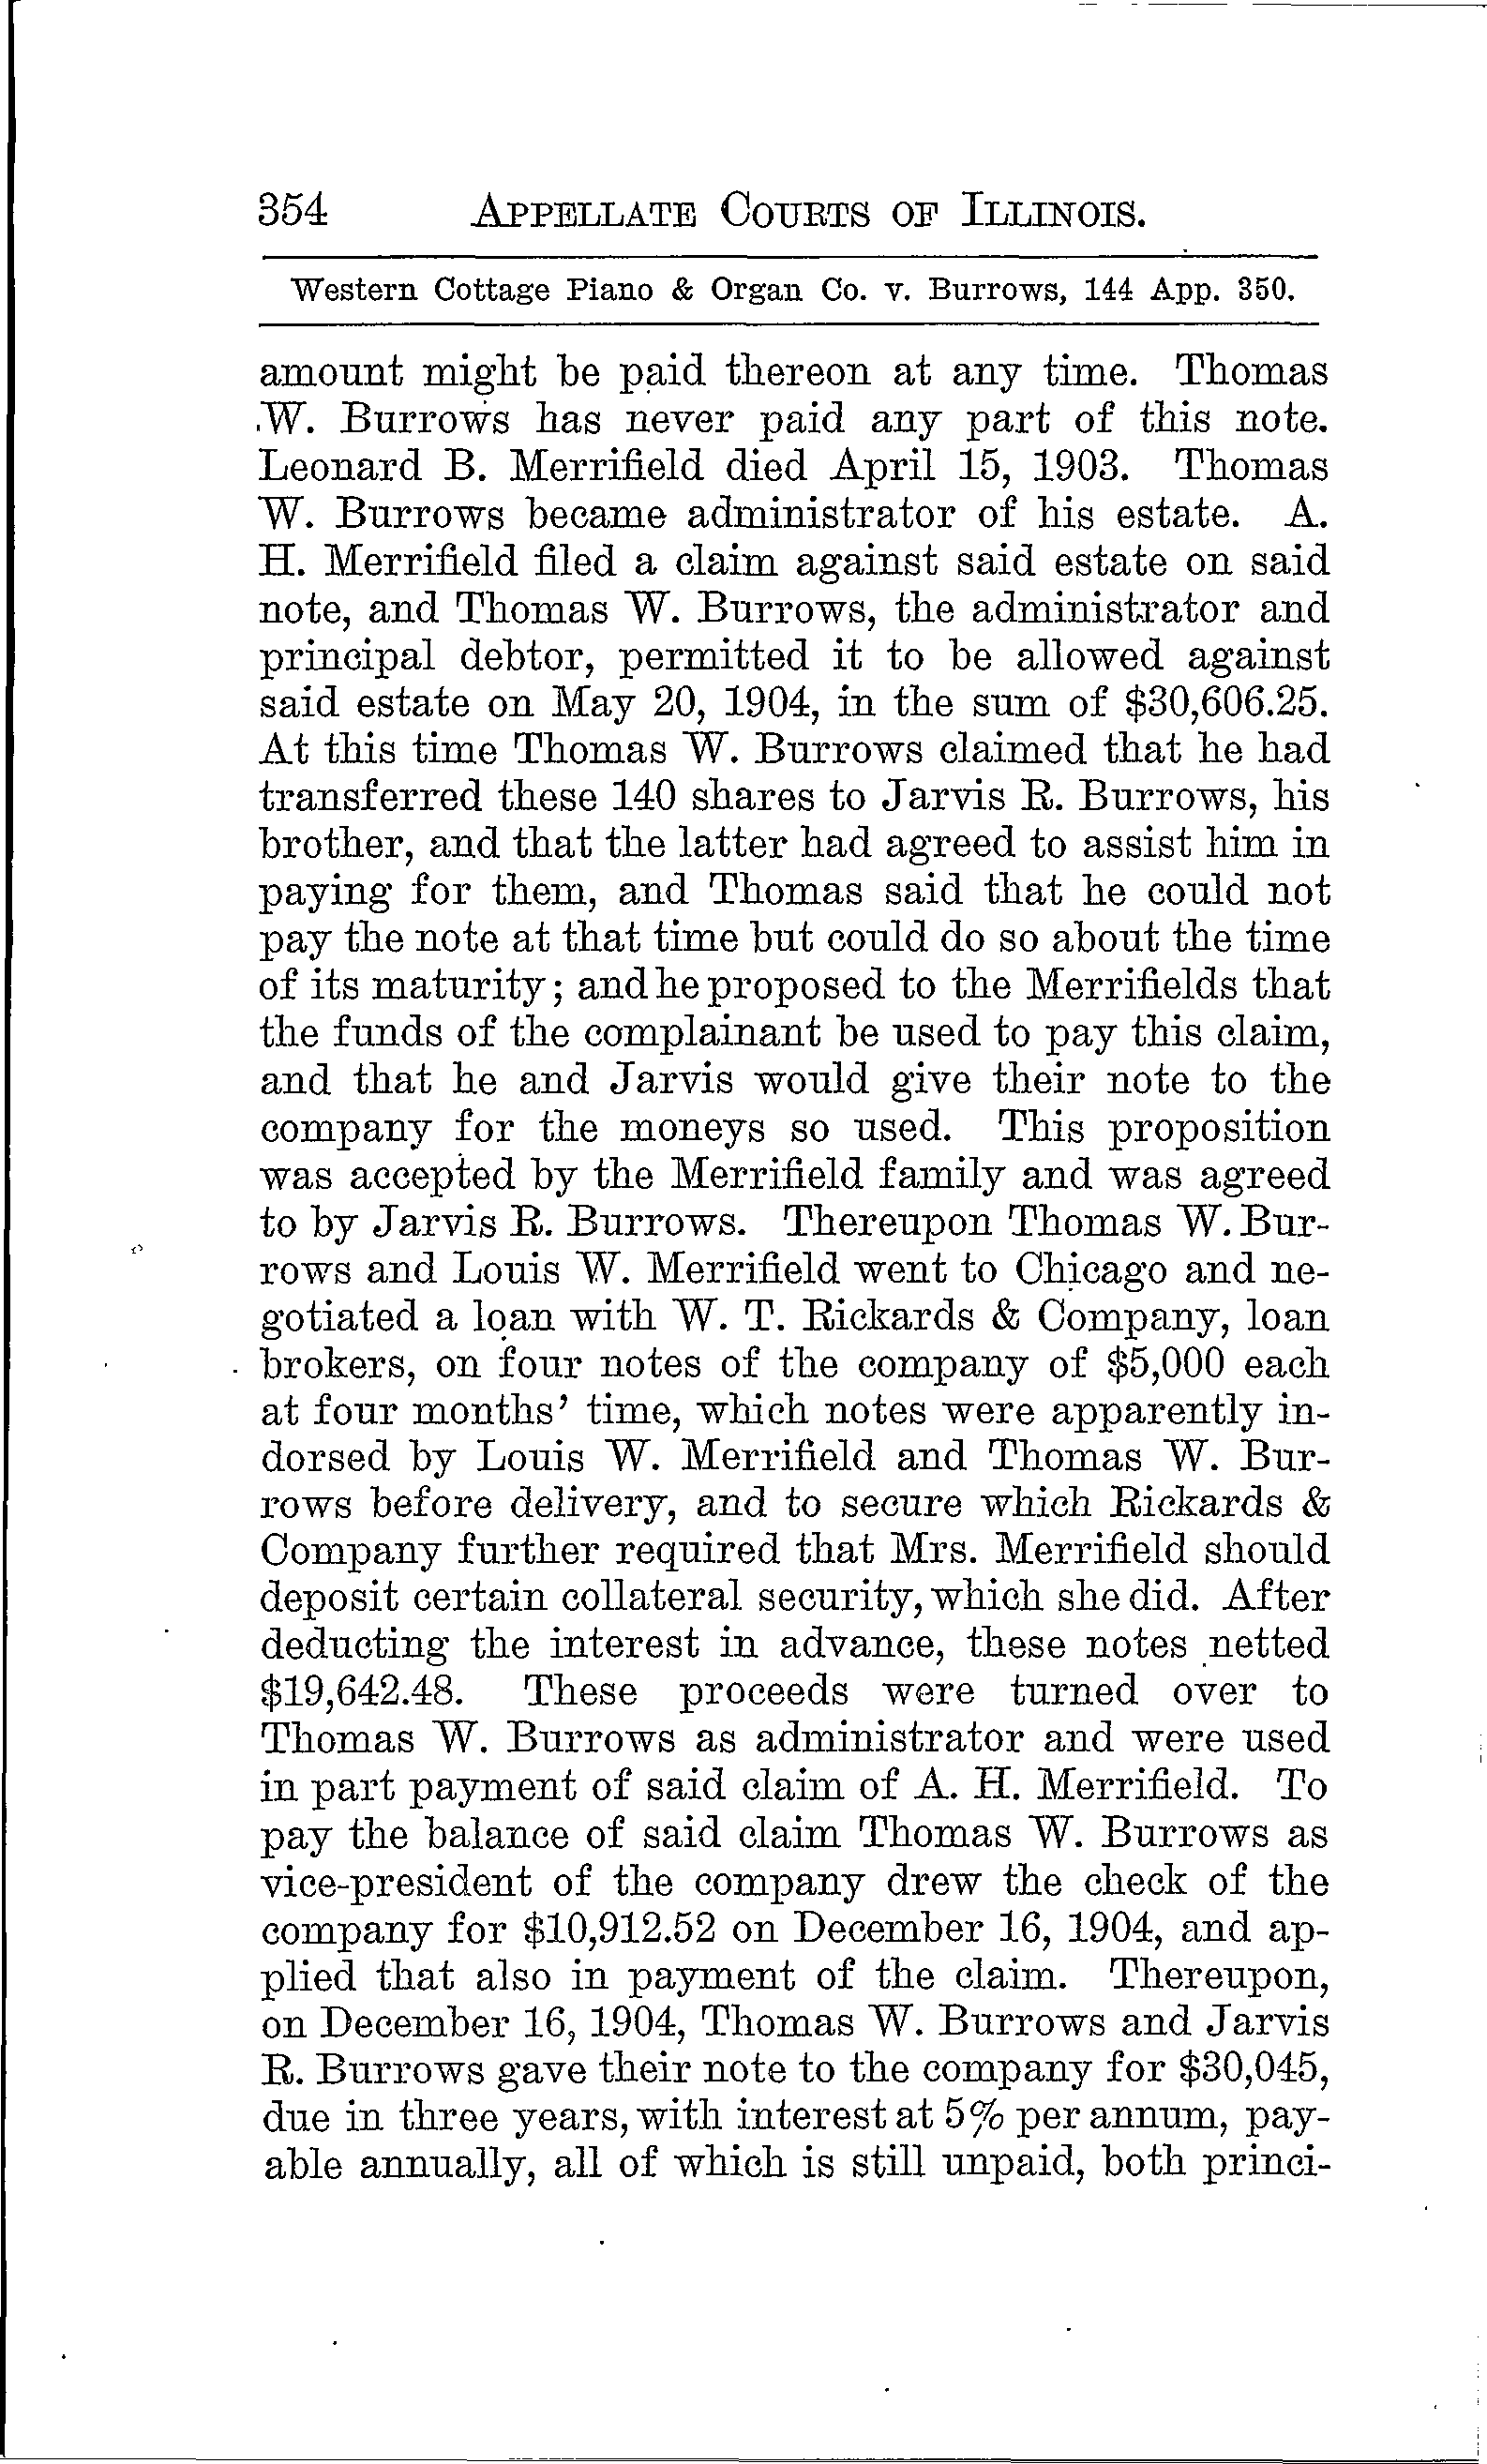 354 APPELLATE COURTS OF ILLINOIS.
Western Cottage Piano & Organ Co. v. Burrows, 144 App. 350.
amount might be paid thereon at any time. Thomas
W. Burrows has never paid any part of this note.
Leonard B. Merrifield died April 15, 1903. Thomas
W. Burrows became administrator of his estate. A.
H. Merrifield filed a claim against said estate on said
note, and Thomas W. Burrows, the administrator and
principal debtor, permitted it to be allowed against
said estate on May 20, 1904, in the sum of $30,606.25.
At this time Thomas W. Burrows claimed that he had
transferred these 140 shares to Jarvis R. Burrows, his
brother, and that the latter had agreed to assist him in
paying for them, and Thomas said that he could not
pay the note at that time but could do so about the time
of its maturity; and he proposed to the Merrifields that
the funds of the complainant be used to pay this claim,
and that he and Jarvis would give their note to the
company for the moneys so used. This proposition
was accepted by the Merrifield family and was agreed
to by Jarvis R. Burrows. Thereupon Thomas W. Bur-
rows and Louis W. Merrifield went to Chicago and ne-
gotiated a loan with W. T. Rickards & Company, loan
brokers, on four notes of the company of $5,000 each
at four months' time, which notes were apparently in-
dorsed by Louis W. Merrifield and Thomas W. Bur-
rows before delivery, and to secure which Rickards &
Company further required that Mrs. Merrifield should
deposit certain collateral security, which she did. After
deducting the interest in advance, these notes netted
$19,642.48. These proceeds were turned over to
Thomas W. Burrows as administrator and were used
in part payment of said claim of A. H. Merrifield. To
pay the balance of said claim Thomas W. Burrows as
vice-president of the company drew the check of the
company for $10,912.52 on December 16, 1904, and ap-
plied that also in payment of the claim. Thereupon,
on December 16, 1904, Thomas W. Burrows and Jarvis
R. Burrows gave their note to the company for $30,045,
due in three years, with interest at 5% per annum, pay-
able annually, all of which is still unpaid, both princi-